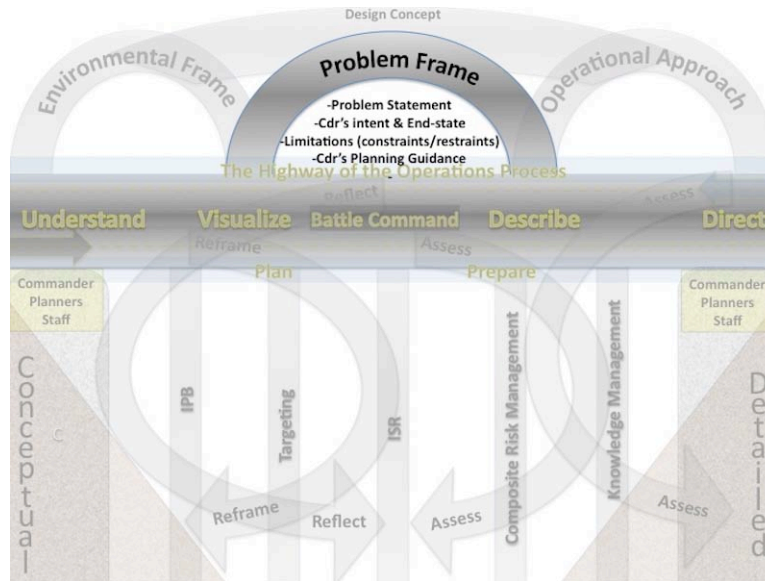 Design Concept
Environmental Frame
Problem Frame
Operational Approach
-Problem Statement
-Cdr's intent & End-state
-Limitations (constraints/restraints)
-Cdr's Planning Guidance
-
The Highway of the Operations Process
Reflect
Assess
Understand Visualize Battle Command Describe Direct
Reframe
Assess
Plan
Prepare
Commander
Planners
Staff
Commander
Planners
Staff
Conceptual
C
IPB
Targeting
ISR
Composite Risk Management
Knowledge Management
Detailed
Reframe
Reflect
Assess
Assess